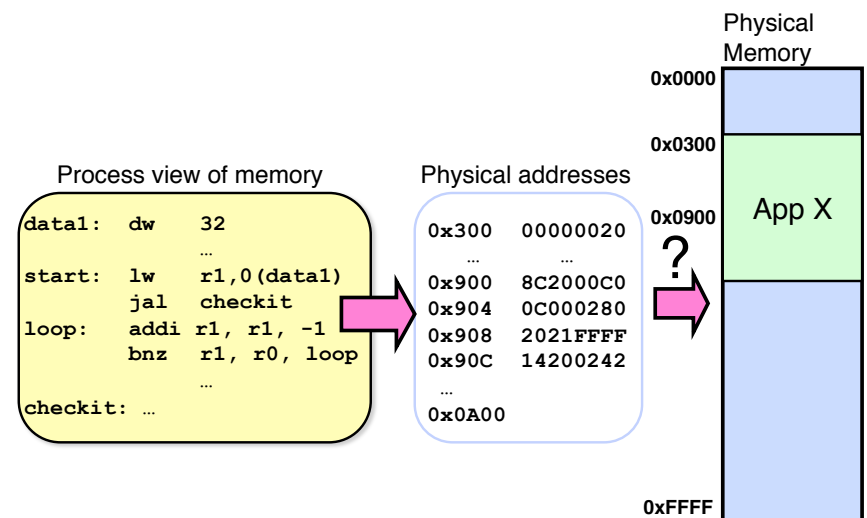 Physical
Memory
0x0000
0x0300
0x0900
App X
0xFFFF
Process view of memory
data1: dw 32
…
start: lw r1,0(data1)
jal checkit
loop: addi r1, r1, -1
bnz r1, r0, loop
…
checkit: …
Physical addresses
0x300 00000020
… …
0x900 8C2000C0
0x904 0C000280
0x908 2021FFFF
0x90C 14200242
…
0x0A00
?